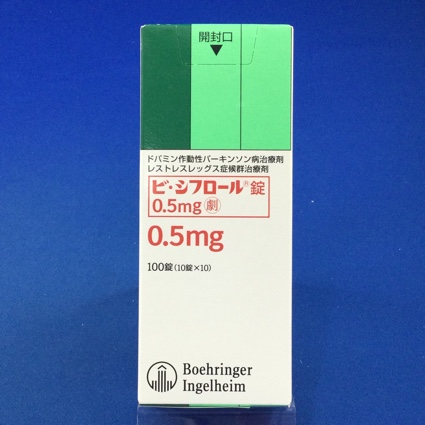 開封口
▼
ドパミン作動性パーキンソン病治療剤
レストレスレッグス症候群治療剤
ビ・シフロール®錠
0.5mg 劇
0.5mg
100錠(10錠×10)
Boehringer
Ingelheim